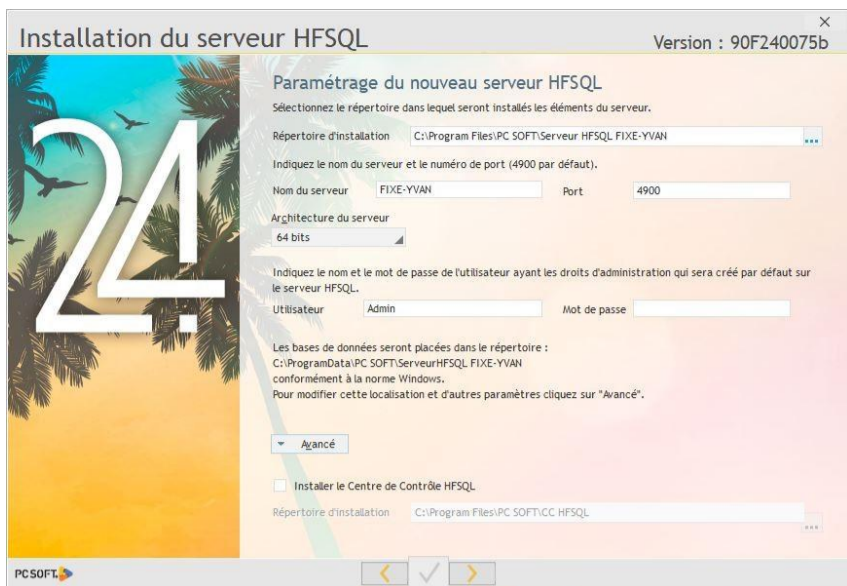 Installation du serveur HFSQL
Version : 90F240075b
24
Paramétrage du nouveau serveur HFSQL
Sélectionnez le répertoire dans lequel seront installés les éléments du serveur.
Répertoire d'installation C:\Program Files\PC SOFT\Serveur HFSQL FIXE-YVAN ...
Indiquez le nom du serveur et le numéro de port (4900 par défaut).
Nom du serveur FIXE-YVAN Port 4900
Architecture du serveur
64 bits
Indiquez le nom et le mot de passe de l'utilisateur ayant les droits d'administration qui sera créé par défaut sur
le serveur HFSQL.
Utilisateur Admin Mot de passe
Les bases de données seront placées dans le répertoire :
C:\ProgramData\PC SOFT\ServeurHFSQL FIXE-YVAN
conformément à la norme Windows.
Pour modifier cette localisation et d'autres paramètres cliquez sur "Avancé".
Avancé
Installer le Centre de Contrôle HFSQL
Répertoire d'installation C:\Program Files\PC SOFT\CC HFSQL ...
PC SOFT